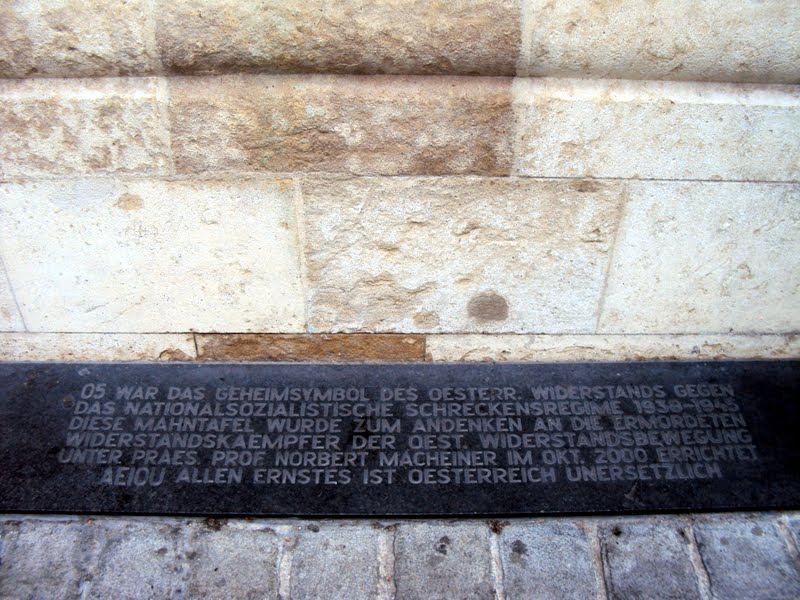 O5 WAR DAS GEHEIMSYMBOL DES OESTERR. WIDERSTANDS GEGEN
DAS NATIONALSOZIALISTISCHE SCHRECKENSREGIME 1938-1945
DIESE MAHNTAFEL WURDE ZUM ANDENKEN AN DIE ERMORDETEN
WIDERSTANDSKAEMPFER DER OEST. WIDERSTANDSBEWEGUNG
UNTER PRAES. PROF NORBERT MACHEINER IM OKT. 2000 ERRICHTET
AEIOU ALLEN ERNSTES IST OESTERREICH UNERSETZLICH